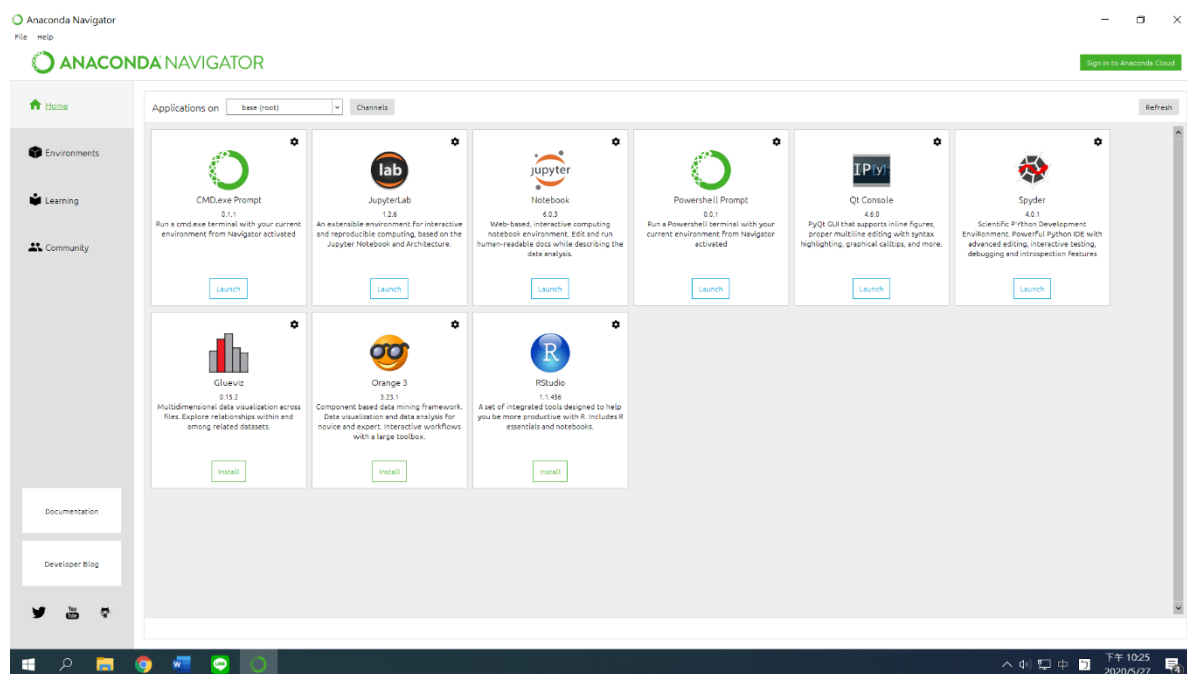 Anaconda Navigator
File Help
ANACONDA NAVIGATOR
Sign in to Anaconda Cloud
Home
Environments
Learning
Community
Documentation
Developer Blog
You Tube
Applications on base (root) Channels
Refresh
lab
CMD.exe Prompt
0.1.1
Run a cmd.exe terminal with your current
environment from Navigator activated
Launch
JupyterLab
1.2.6
An extensible environment for interactive
and reproducible computing, based on the
Jupyter Notebook and Architecture.
Launch
jupyter
Notebook
6.0.3
Web-based, interactive computing
notebook environment. Edit and run
human-readable docs while describing the
data analysis.
Launch
Powershell Prompt
0.0.1
Run a Powershell terminal with your
current environment from Navigator
activated
Launch
IP[y]:
Qt Console
4.6.0
PyQt GUI that supports inline figures,
proper multiline editing with syntax
highlighting, graphical calltips, and more.
Launch
Spyder
4.0.1
Scientific PYthon Development
EnviRonment. Powerful Python IDE with
advanced editing, interactive testing,
debugging and introspection features
Launch
Glueviz
0.15.2
Multidimensional data visualization across
files. Explore relationships within and
among related datasets.
Install
Orange 3
3.23.1
Component based data mining framework.
Data visualization and data analysis for
novice and expert. Interactive workflows
with a large toolbox.
Install
R
RStudio
1.1.456
A set of integrated tools designed to help
you be more productive with R. Includes R
essentials and notebooks.
Install
W
LINE
中
下午 10:25
2020/5/27
4